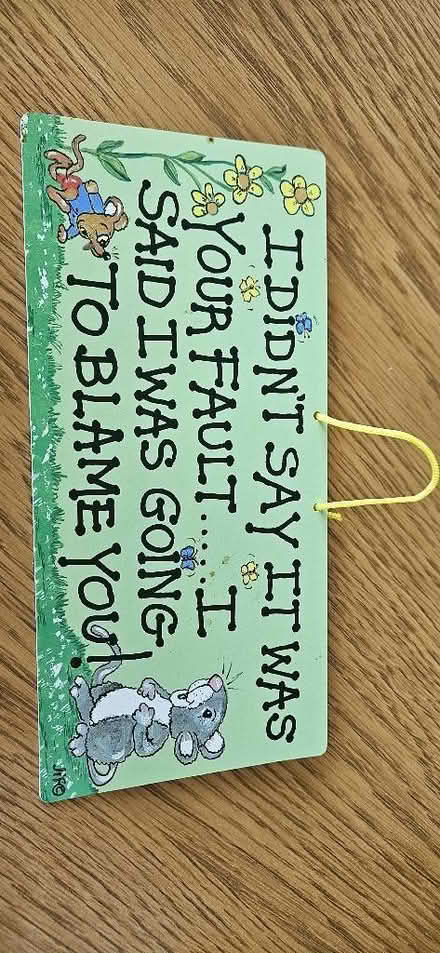 I DIDN'T SAY IT WAS
YOUR FAULT.....I
SAID I WAS GOING
TO BLAME YOU!